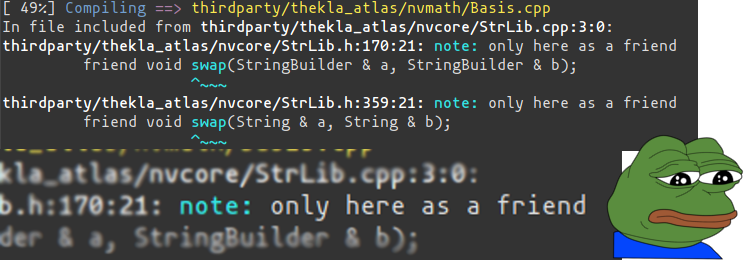 [ 49%] Compiling ==> thirdparty/thekla_atlas/nvmath/Basis.cpp
In file included from thirdparty/thekla_atlas/nvcore/StrLib.cpp:3:0:
thirdparty/thekla_atlas/nvcore/StrLib.h:170:21: note: only here as a friend
friend void swap(StringBuilder & a, StringBuilder & b);
^~~~
thirdparty/thekla_atlas/nvcore/StrLib.h:359:21: note: only here as a friend
friend void swap(String & a, String & b);
^~~~
kla_atlas/nvcore/StrLib.cpp:3:0:
b.h:170:21: note: only here as a friend
der & a, StringBuilder & b);